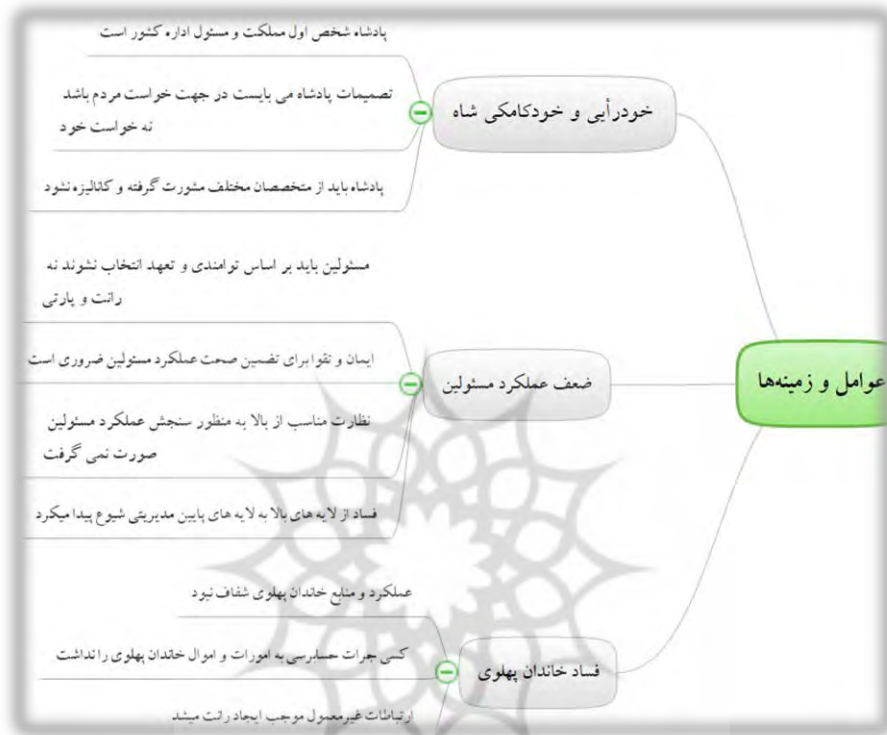 عوامل و زمینه‌ها
خودرأیی و خودکامکی شاه
پادشاه شخص اول مملکت و مسئول اداره کشور است
تصمیمات پادشاه می بایست در جهت خواست مردم باشد
نه خواست خود
پادشاه باید از متخصصان مختلف مشورت گرفته و کانالیزه نشود
ضعف عملکرد مسئولین
مسئولین باید بر اساس توامندی و تعهد انتخاب نشوند نه
رانت و پارتی
ایمان و تقوا برای تضمین صحت عملکرد مسئولین ضروری است
نظارت مناسب از بالا به منظور سنجش عملکرد مسئولین
صورت نمی گرفت
فساد از لایه های بالا به لایه های پایین مدیریتی شیوع پیدا میکرد
فساد خاندان پهلوی
عملکرد و منابع خاندان پهلوی شفاف نبود
کسی جرات حسابرسی به امورات و اموال خاندان پهلوی را نداشت
ارتباطات غیرمعمول موجب ایجاد رانت میشد